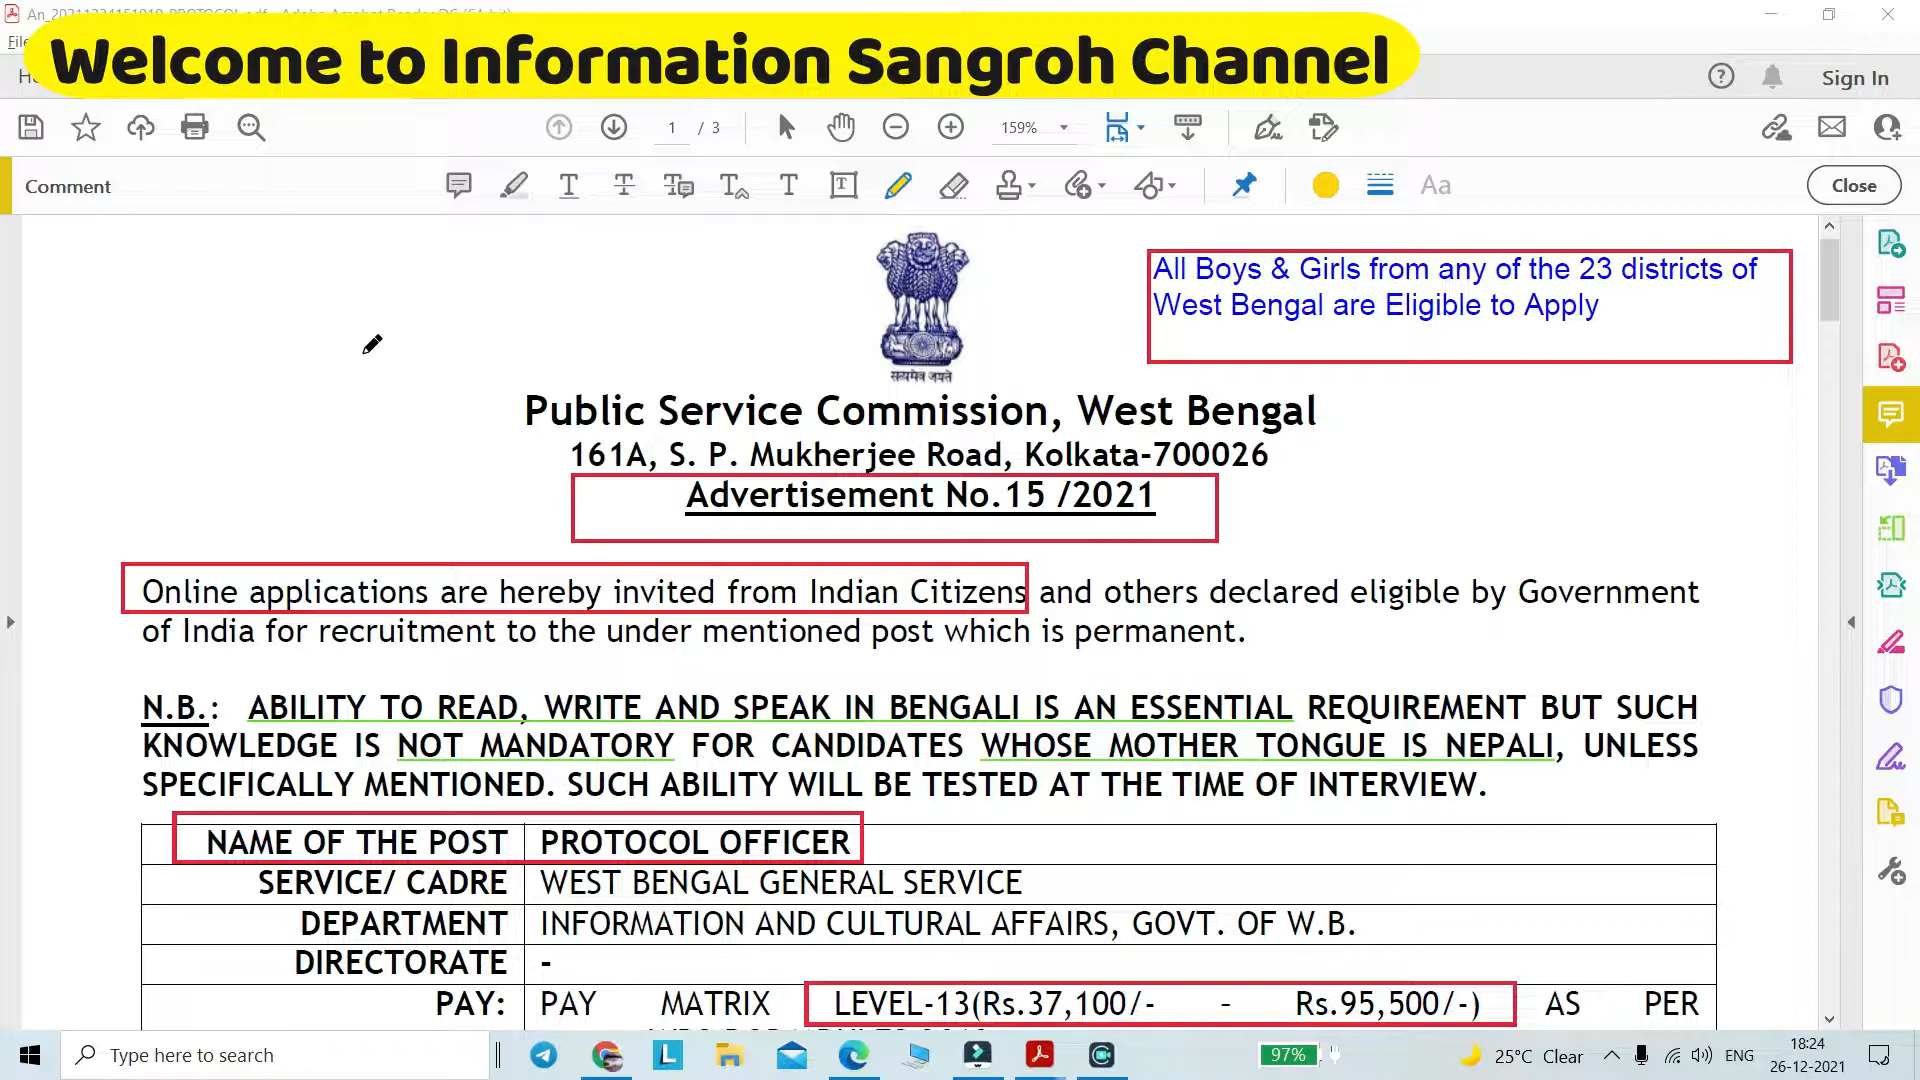 Welcome to Information Sangroh Channel
Sign In
1 / 3
159%
Comment
Aa
Close
All Boys & Girls from any of the 23 districts of
West Bengal are Eligible to Apply
सत्यमेव जयते
Public Service Commission, West Bengal
161A, S. P. Mukherjee Road, Kolkata-700026
Advertisement No.15 /2021
Online applications are hereby invited from Indian Citizens and others declared eligible by Government
of India for recruitment to the under mentioned post which is permanent.
N.B.: ABILITY TO READ, WRITE AND SPEAK IN BENGALI IS AN ESSENTIAL REQUIREMENT BUT SUCH
KNOWLEDGE IS NOT MANDATORY FOR CANDIDATES WHOSE MOTHER TONGUE IS NEPALI, UNLESS
SPECIFICALLY MENTIONED. SUCH ABILITY WILL BE TESTED AT THE TIME OF INTERVIEW.
NAME OF THE POST PROTOCOL OFFICER
SERVICE/ CADRE WEST BENGAL GENERAL SERVICE
DEPARTMENT INFORMATION AND CULTURAL AFFAIRS, GOVT. OF W.B.
DIRECTORATE -
PAY: PAY MATRIX LEVEL-13(Rs.37,100/- - Rs.95,500/-) AS PER
Type here to search
97%
25°C Clear
ENG
18:24
26-12-2021